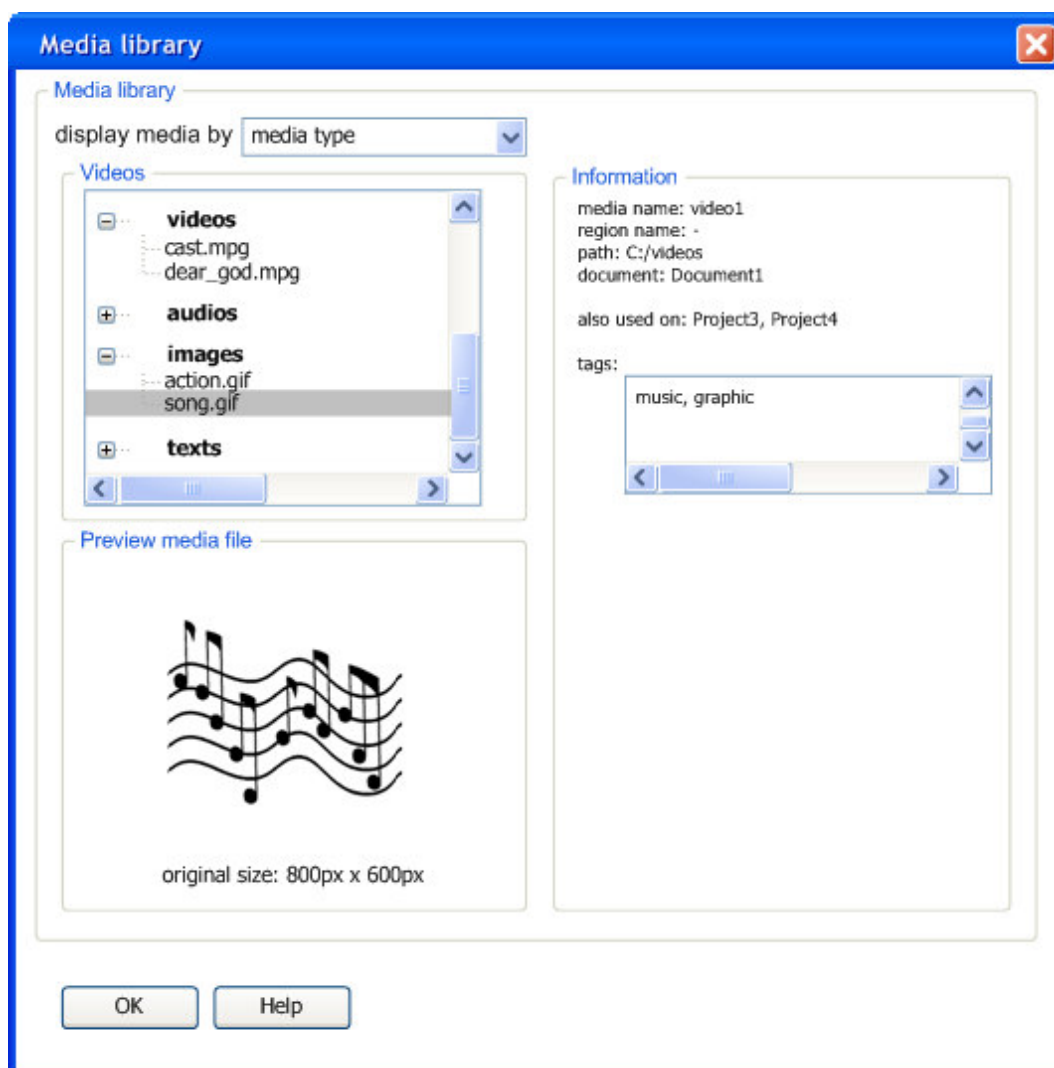 Media library
Media library
display media by media type
Videos
videos
cast.mpg
dear_god.mpg
audios
images
action.gif
song.gif
texts
Information
media name: video1
region name: -
path: C:/videos
document: Document1
also used on: Project3, Project4
tags:
music, graphic
Preview media file
original size: 800px x 600px
OK
Help